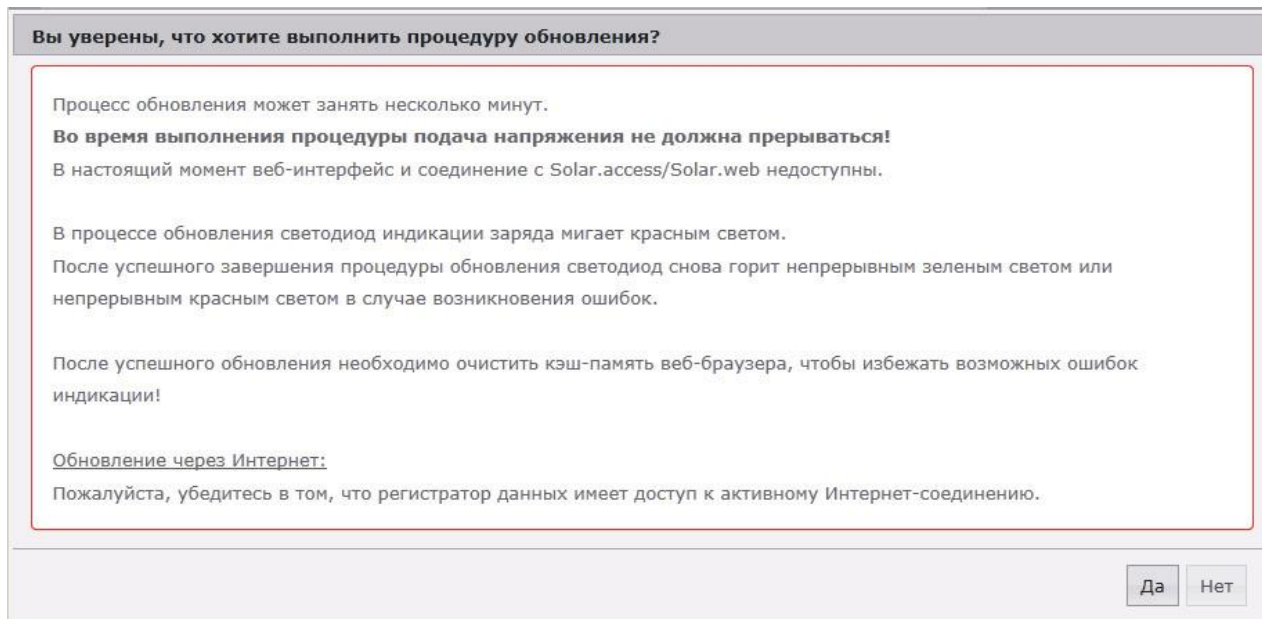 Вы уверены, что хотите выполнить процедуру обновления?
Процесс обновления может занять несколько минут.
Во время выполнения процедуры подача напряжения не должна прерываться!
В настоящий момент веб-интерфейс и соединение с Solar.access/Solar.web недоступны.
В процессе обновления светодиод индикации заряда мигает красным светом.
После успешного завершения процедуры обновления светодиод снова горит непрерывным зеленым светом или
непрерывным красным светом в случае возникновения ошибок.
После успешного обновления необходимо очистить кэш-память веб-браузера, чтобы избежать возможных ошибок
индикации!
Обновление через Интернет:
Пожалуйста, убедитесь в том, что регистратор данных имеет доступ к активному Интернет-соединению.
Да Нет